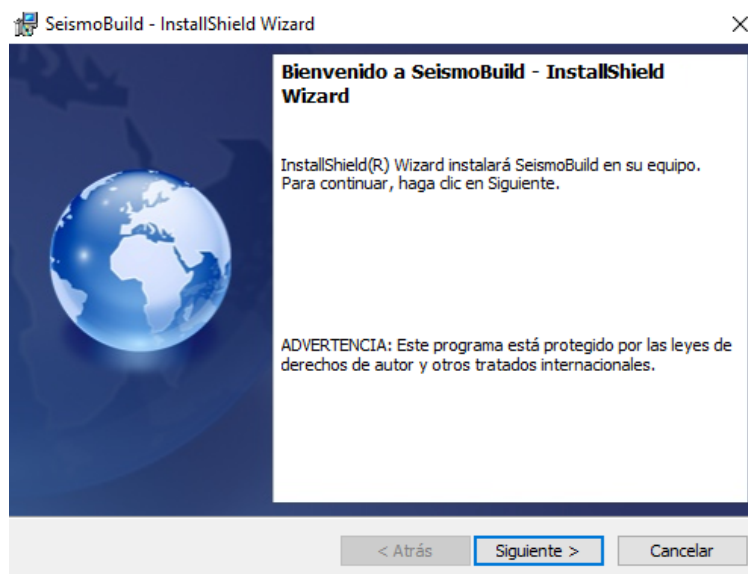 SeismoBuild - InstallShield Wizard
Bienvenido a SeismoBuild - InstallShield
Wizard
InstallShield(R) Wizard instalará SeismoBuild en su equipo.
Para continuar, haga clic en Siguiente.
ADVERTENCIA: Este programa está protegido por las leyes de
derechos de autor y otros tratados internacionales.
< Atrás
Siguiente >
Cancelar